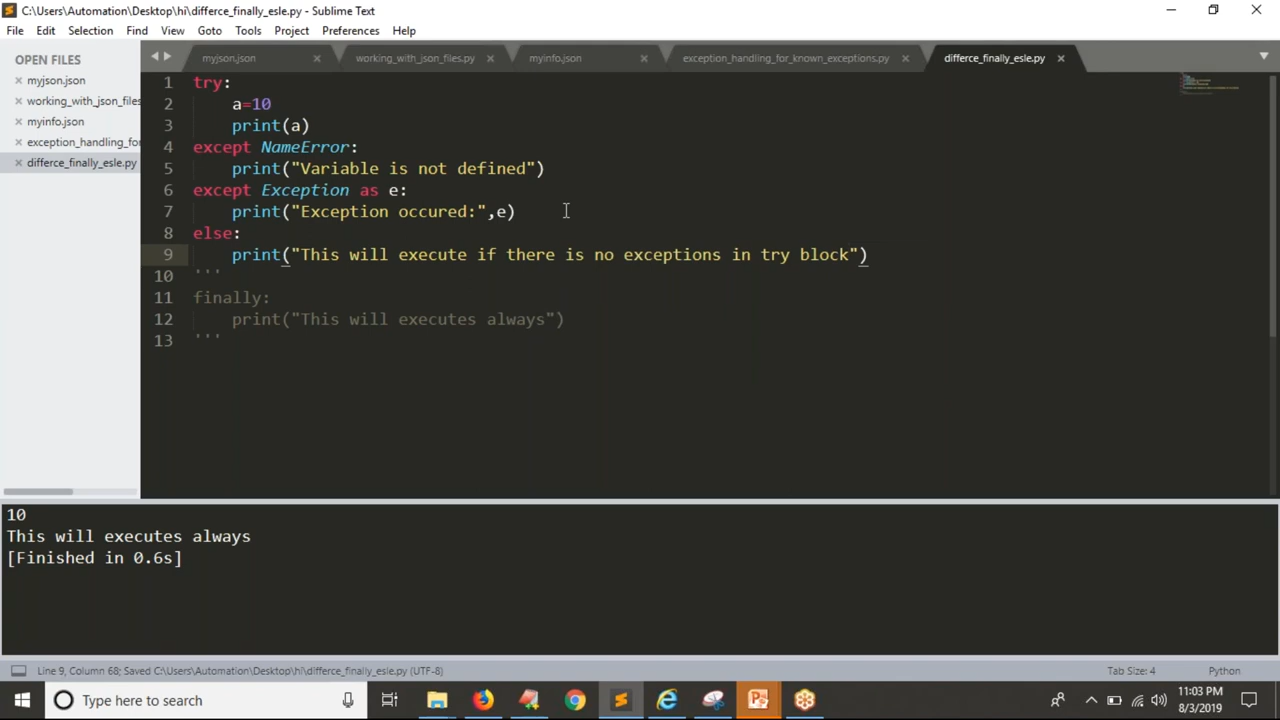 C:\Users\Automation\Desktop\hi\differce_finally_esle.py - Sublime Text
File Edit Selection Find View Goto Tools Project Preferences Help
OPEN FILES
myjson.json
working_with_json_files
myinfo.json
exception_handling_for
differce_finally_esle.py
myjson.json working_with_json_files.py myinfo.json exception_handling_for_known_exceptions.py differce_finally_esle.py
1 try:
2 a=10
3 print(a)
4 except NameError:
5 print("Variable is not defined")
6 except Exception as e:
7 print("Exception occured:",e)
8 else:
9 print("This will execute if there is no exceptions in try block")
10 '''
11 finally:
12 print("This will executes always")
13 '''
10
This will executes always
[Finished in 0.6s]
Line 9, Column 68; Saved C:\Users\Automation\Desktop\hi\differce_finally_esle.py (UTF-8) Tab Size: 4 Python
Type here to search
11:03 PM
8/3/2019